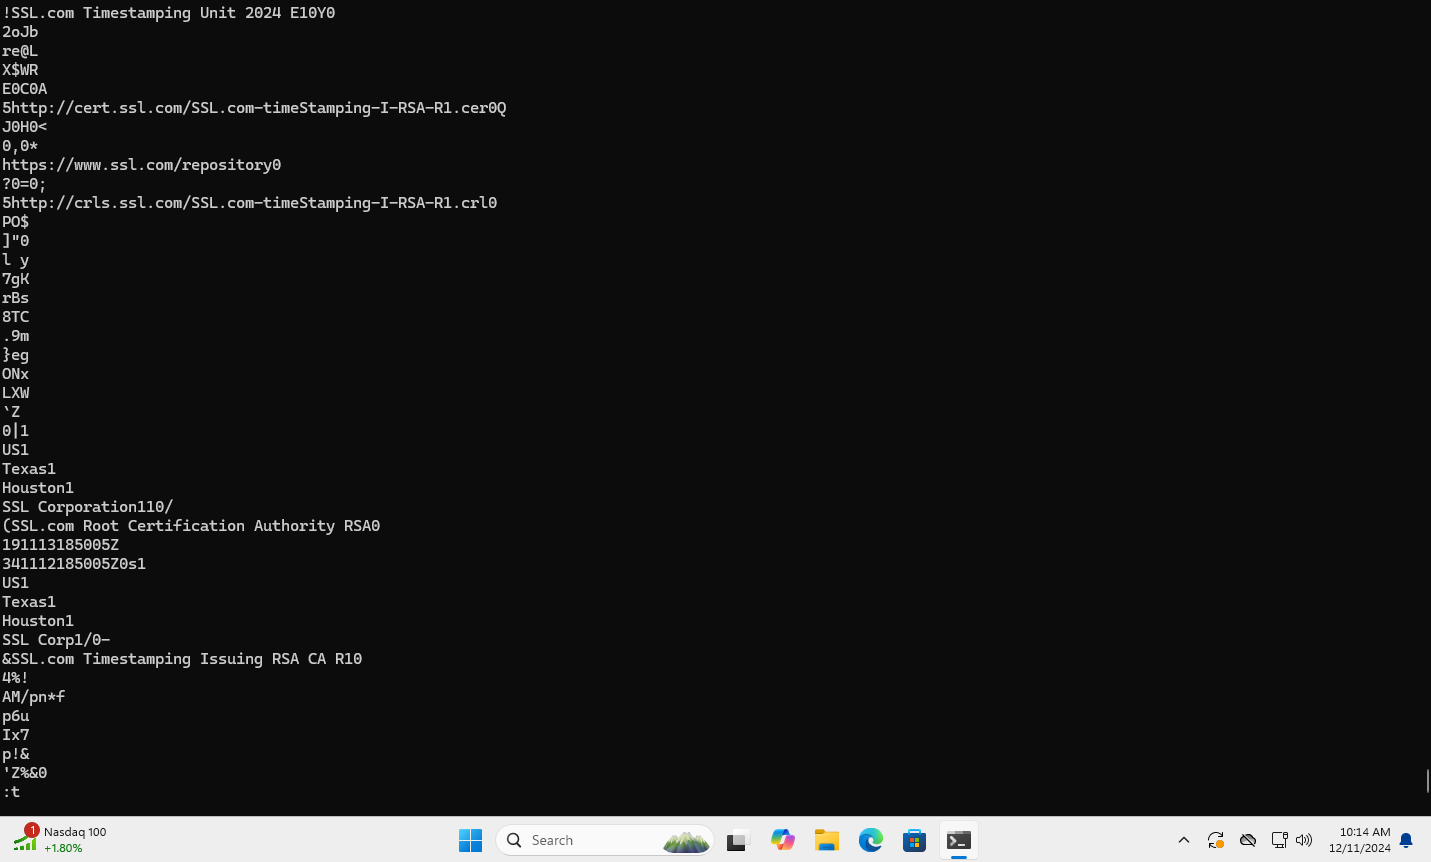 !SSL.com Timestamping Unit 2024 E10Y0
2oJb
re@L
X$WR
E0C0A
5http://cert.ssl.com/SSL.com-timeStamping-I-RSA-R1.cer0Q
J0H0<
0,0*
https://www.ssl.com/repository0
?0=0;
5http://crls.ssl.com/SSL.com-timeStamping-I-RSA-R1.crl0
PO$
]"0
l y
7gK
rBs
8TC
.9m
}eg
ONx
LXW
`Z
0|1
US1
Texas1
Houston1
SSL Corporation110/
(SSL.com Root Certification Authority RSA0
191113185005Z
341112185005Z0s1
US1
Texas1
Houston1
SSL Corp1/0-
&SSL.com Timestamping Issuing RSA CA R10
4%!
AM/pn*f
p6u
Ix7
p!&
'Z%&0
:t
1
Nasdaq 100
+1.80%
Search
10:14 AM
12/11/2024